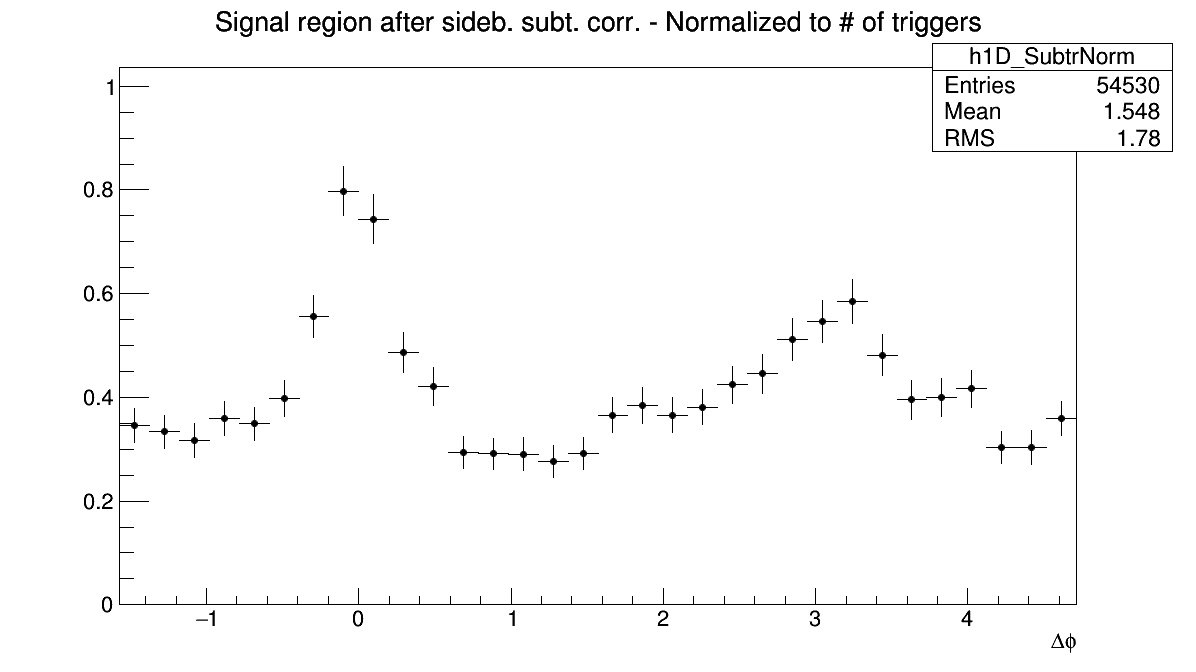 Signal region after sideb. subt. corr. - Normalized to # of triggers
h1D_SubtrNorm
Entries 54530
Mean 1.548
RMS 1.78
1
0.8
0.6
0.4
0.2
0
−1 0 1 2 3 4
Δϕ